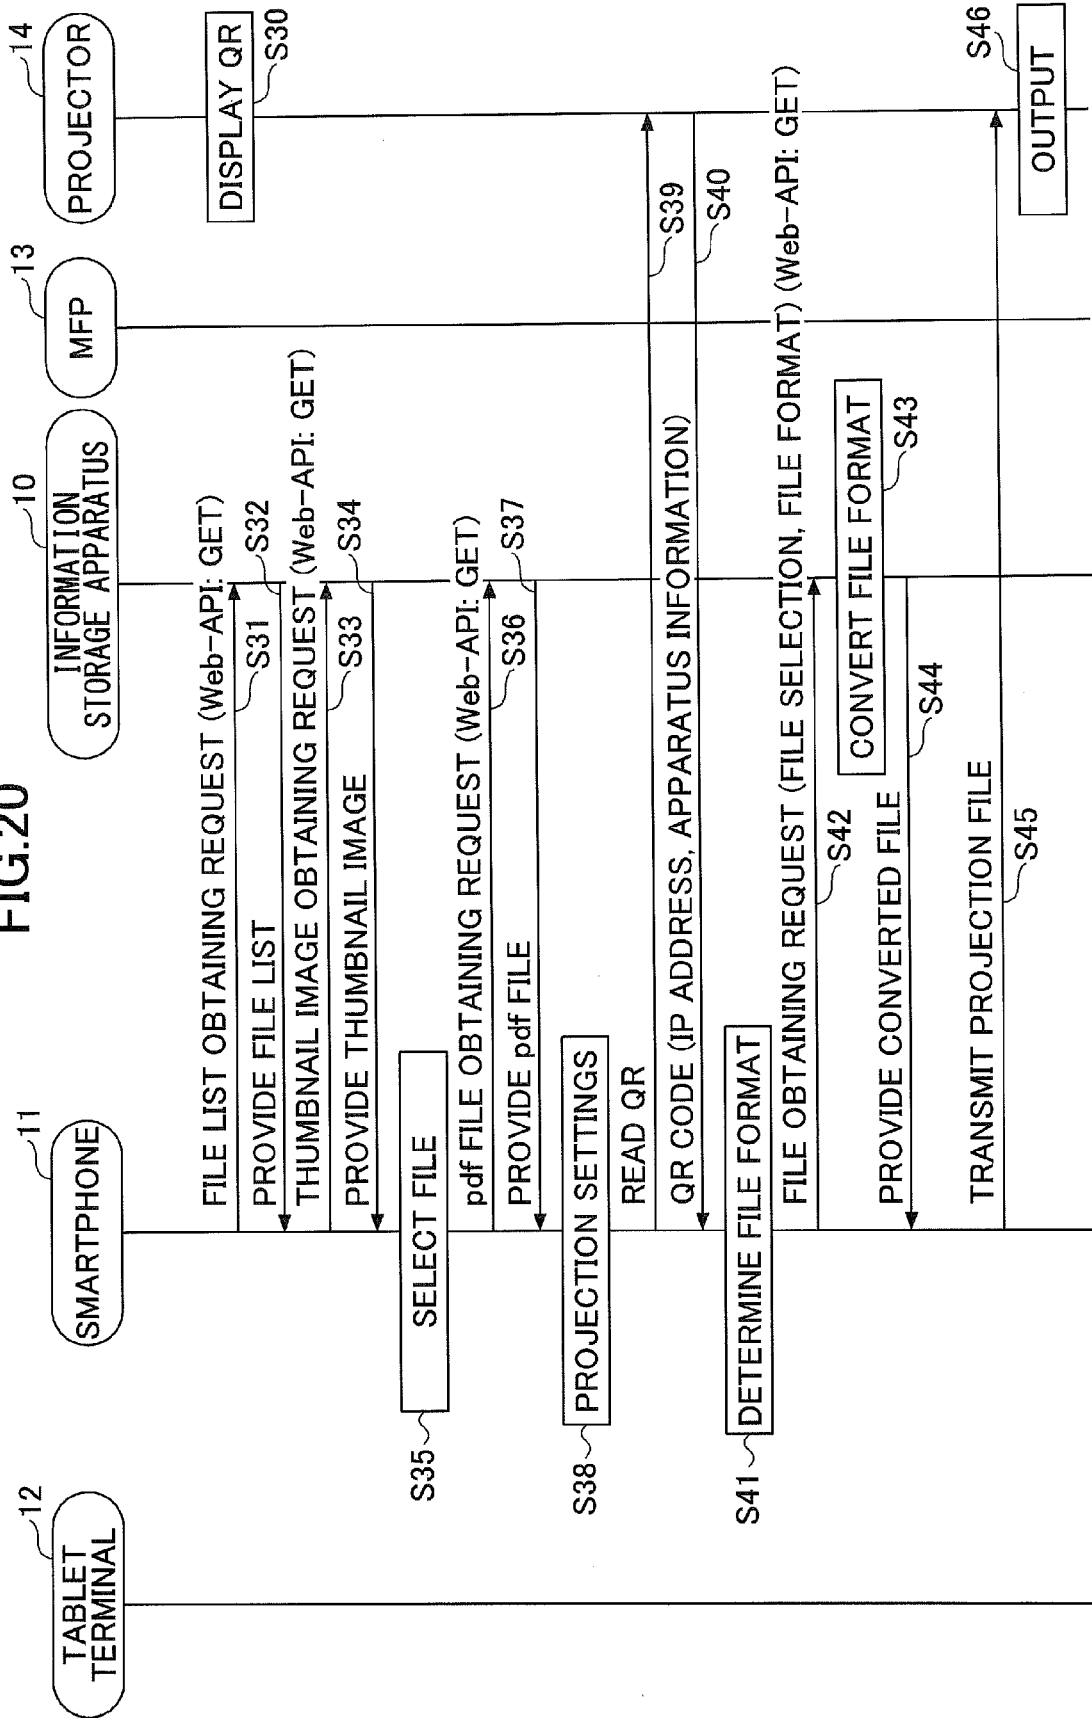 FIG.20
12
TABLET
TERMINAL
11
SMARTPHONE
10
INFORMATION
STORAGE APPARATUS
13
MFP
14
PROJECTOR
DISPLAY QR
S30
FILE LIST OBTAINING REQUEST (Web-API: GET)
S31
PROVIDE FILE LIST
S32
THUMBNAIL IMAGE OBTAINING REQUEST (Web-API: GET)
S33
PROVIDE THUMBNAIL IMAGE
S34
S35
SELECT FILE
pdf FILE OBTAINING REQUEST (Web-API: GET)
S36
PROVIDE pdf FILE
S37
S38
PROJECTION SETTINGS
READ QR
S39
QR CODE (IP ADDRESS, APPARATUS INFORMATION)
S40
S41
DETERMINE FILE FORMAT
FILE OBTAINING REQUEST (FILE SELECTION, FILE FORMAT) (Web-API: GET)
S42
CONVERT FILE FORMAT
S43
PROVIDE CONVERTED FILE
S44
TRANSMIT PROJECTION FILE
S45
S46
OUTPUT